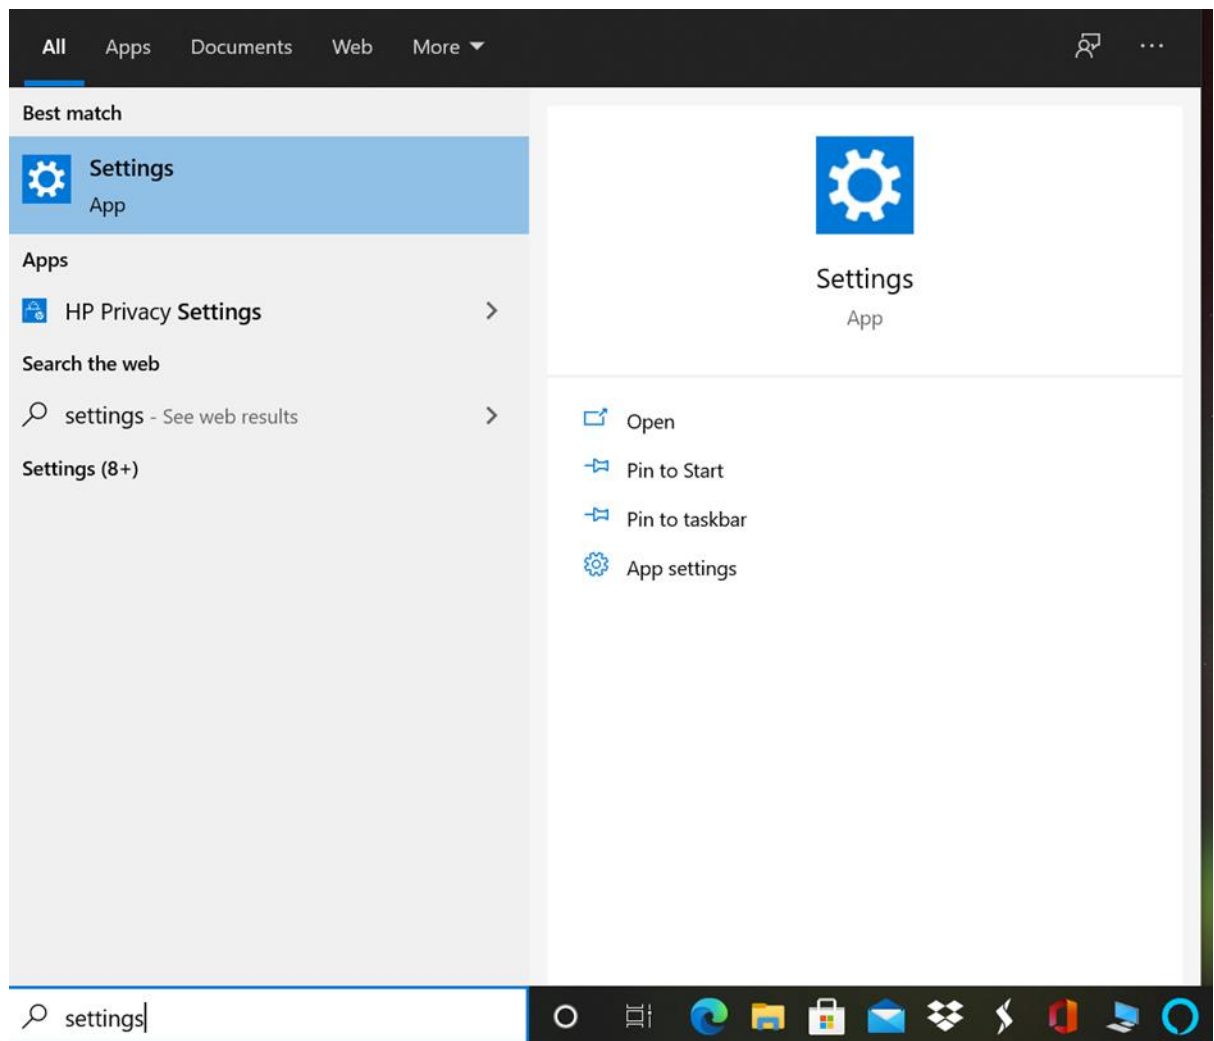 All Apps Documents Web More
Best match
Settings
App
Apps
HP Privacy Settings
Search the web
settings - See web results
Settings (8+)
Settings
App
Open
Pin to Start
Pin to taskbar
App settings
settings